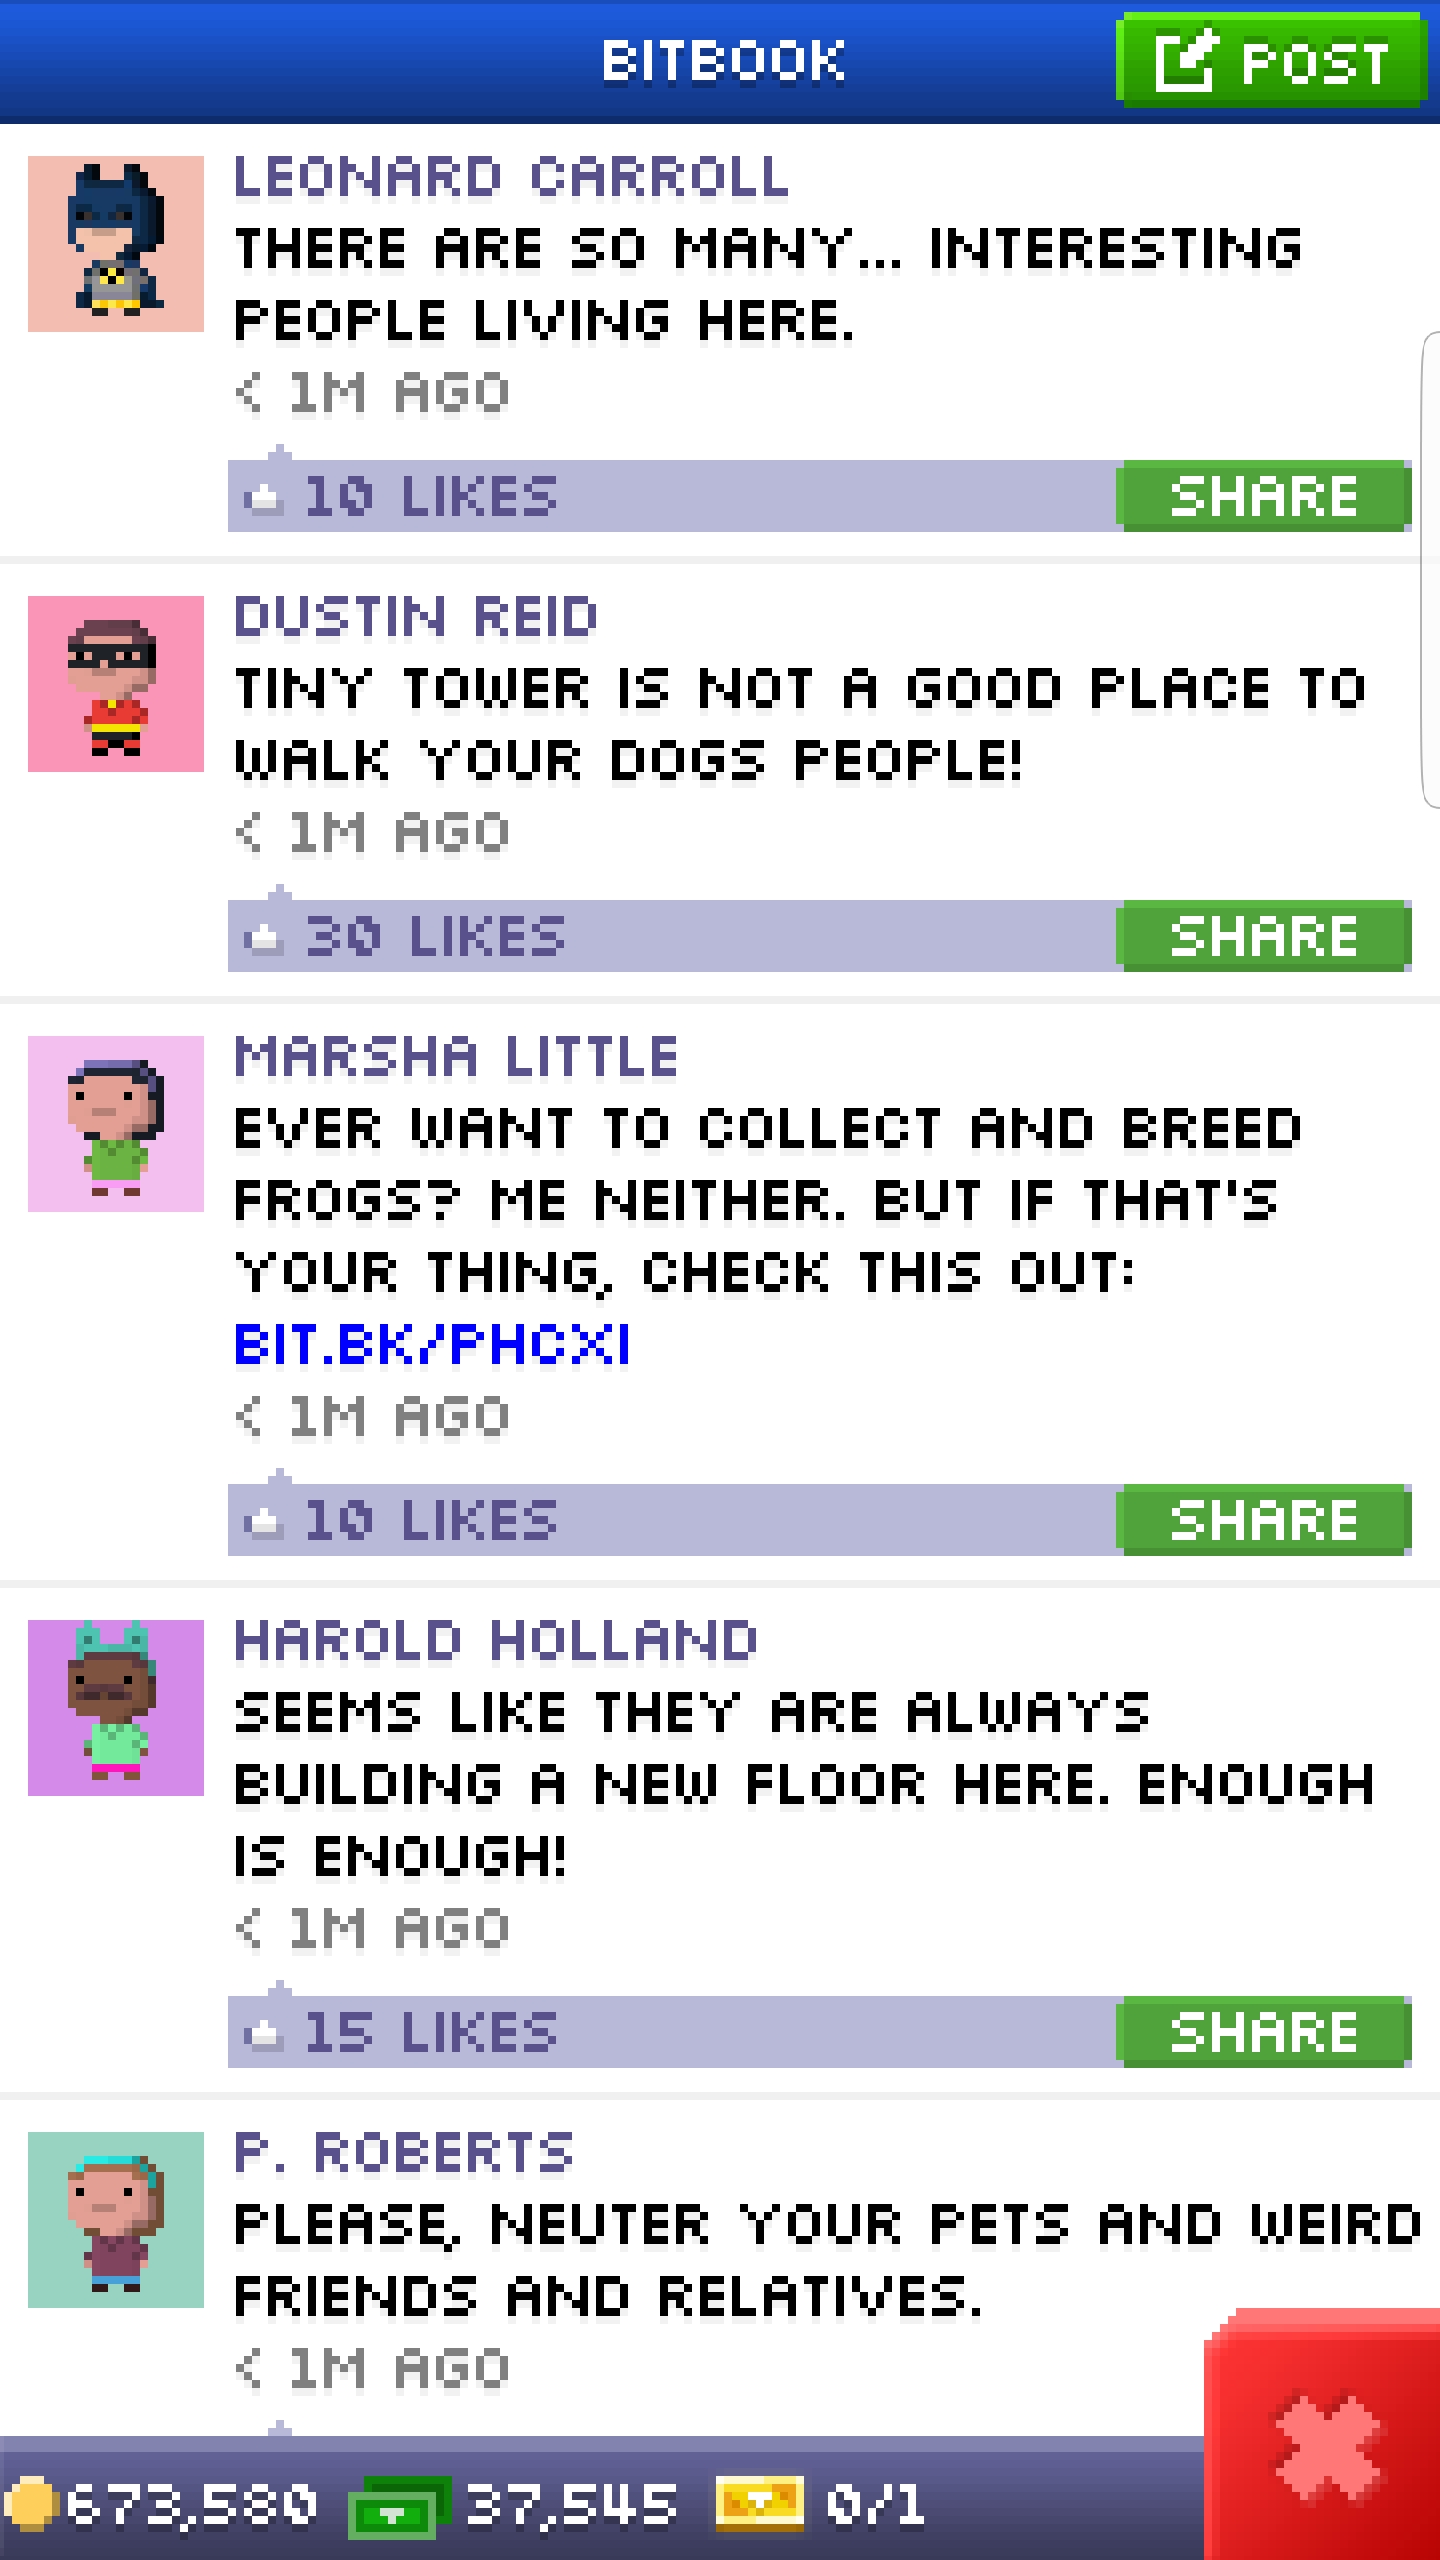 BITBOOK
POST
LEONARD CARROLL
THERE ARE SO MANY... INTERESTING
PEOPLE LIVING HERE.
< 1M AGO
10 LIKES
SHARE
DUSTIN REID
TINY TOWER IS NOT A GOOD PLACE TO
WALK YOUR DOGS PEOPLE!
< 1M AGO
30 LIKES
SHARE
MARSHA LITTLE
EVER WANT TO COLLECT AND BREED
FROGS? ME NEITHER. BUT IF THAT'S
YOUR THING, CHECK THIS OUT:
BIT.BK/PHCXI
< 1M AGO
10 LIKES
SHARE
HAROLD HOLLAND
SEEMS LIKE THEY ARE ALWAYS
BUILDING A NEW FLOOR HERE. ENOUGH
IS ENOUGH!
< 1M AGO
15 LIKES
SHARE
P. ROBERTS
PLEASE, NEUTER YOUR PETS AND WEIRD
FRIENDS AND RELATIVES.
< 1M AGO
673,580 37,545 0/1